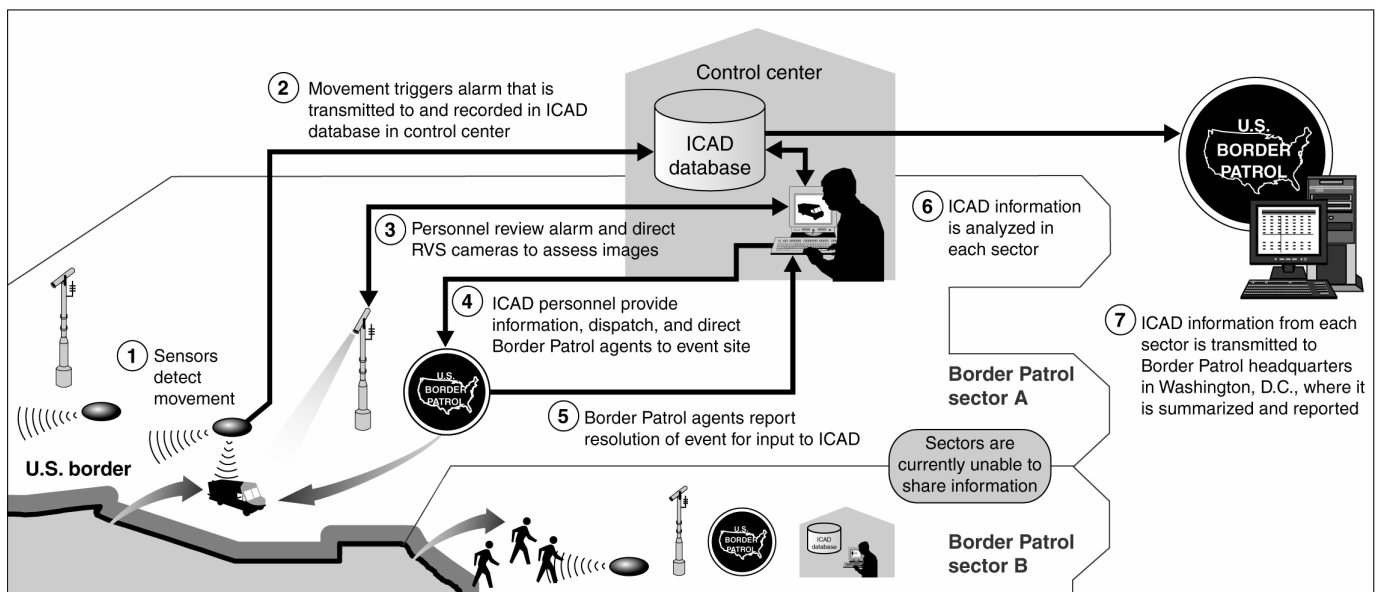 Control center
2 Movement triggers alarm that is
transmitted to and recorded in ICAD
database in control center
ICAD
database
U.S.
BORDER
PATROL
3 Personnel review alarm and direct
RVS cameras to assess images
6 ICAD information
is analyzed in
each sector
4 ICAD personnel provide
information, dispatch, and direct
Border Patrol agents to event site
7 ICAD information from each
sector is transmitted to
Border Patrol headquarters
in Washington, D.C., where it
is summarized and reported
1 Sensors
detect
movement
U.S.
BORDER
PATROL
Border Patrol
sector A
5 Border Patrol agents report
resolution of event for input to ICAD
Sectors are
currently unable to
share information
U.S. border
U.S.
BORDER
PATROL
ICAD
database
Border Patrol
sector B